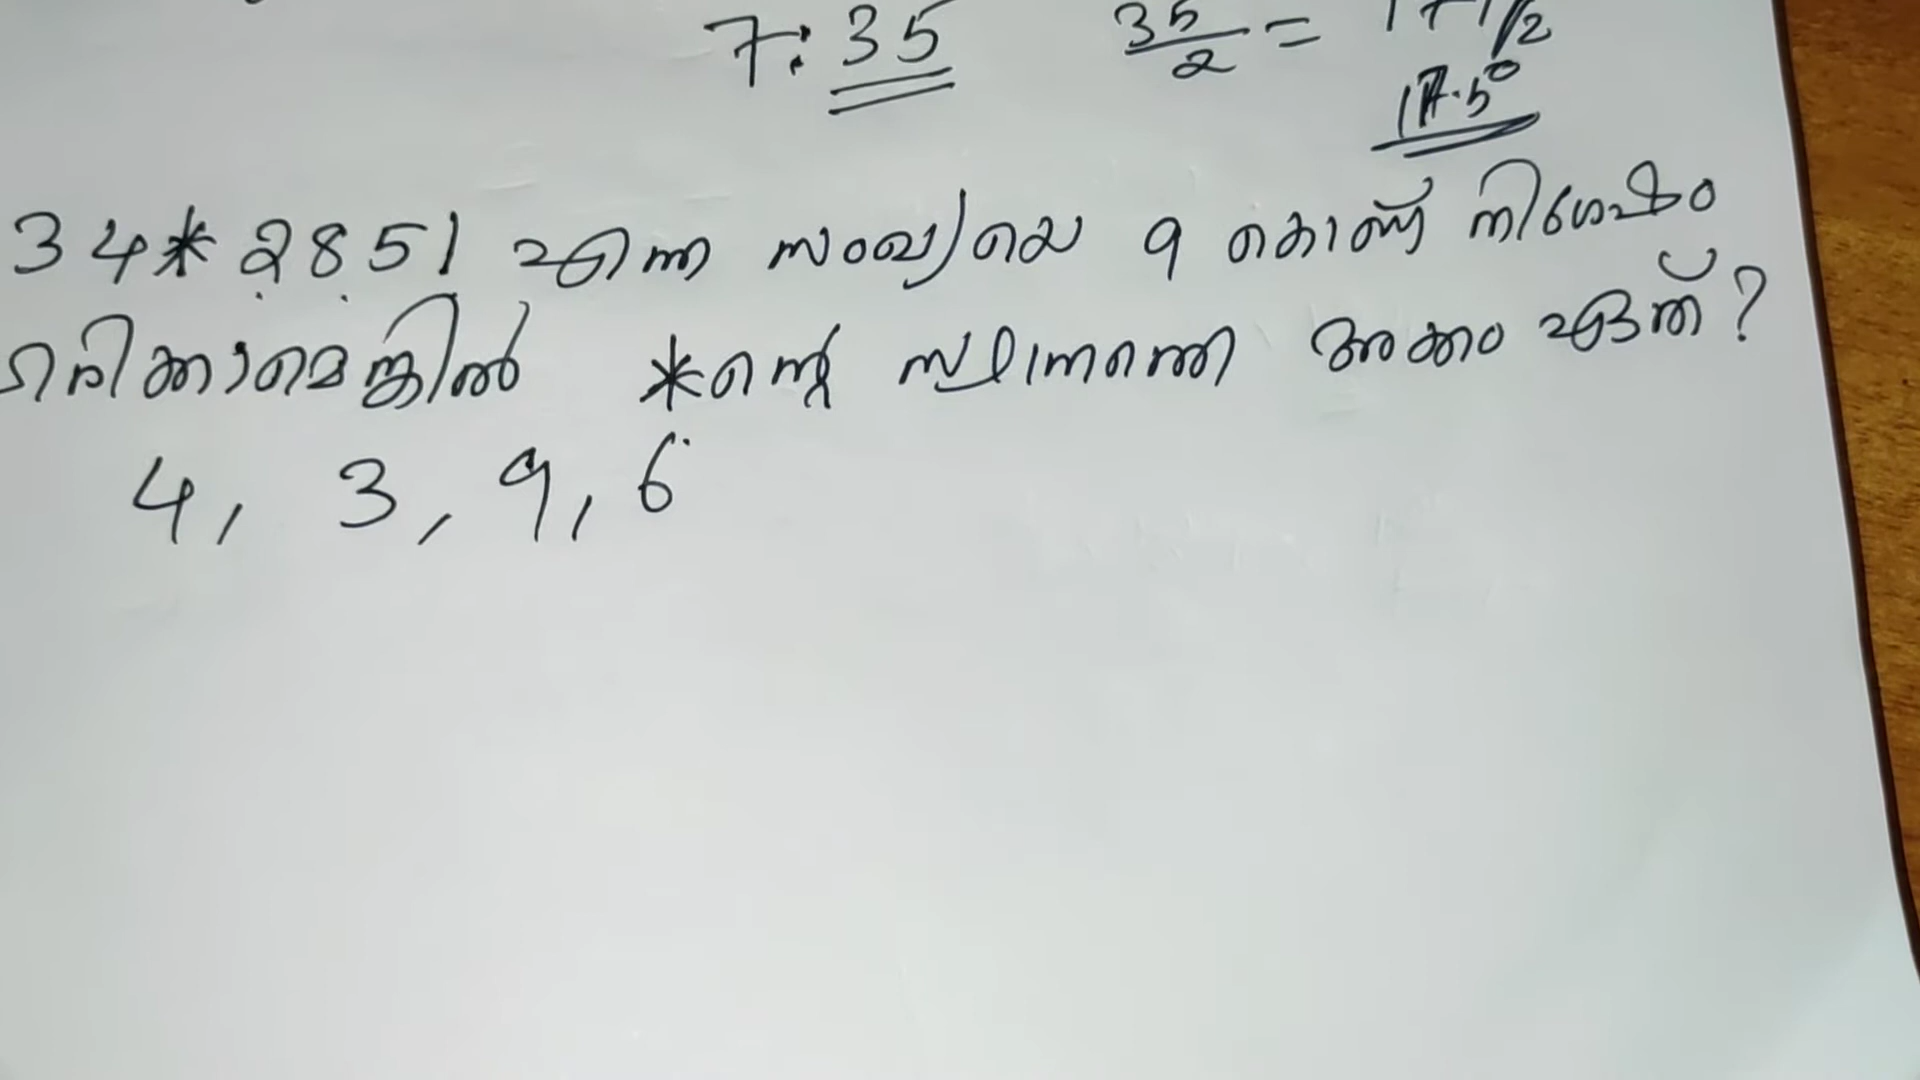 7:35 35/2 = 17 1/2
17.5°
34*2851 എന്ന സംഖ്യയെ 9 കൊണ്ട് നിശേഷം
ഹരിക്കാമെങ്കിൽ *ന്റെ സ്ഥാനത്തെ അക്കം ഏത്?
4, 3, 9, 6